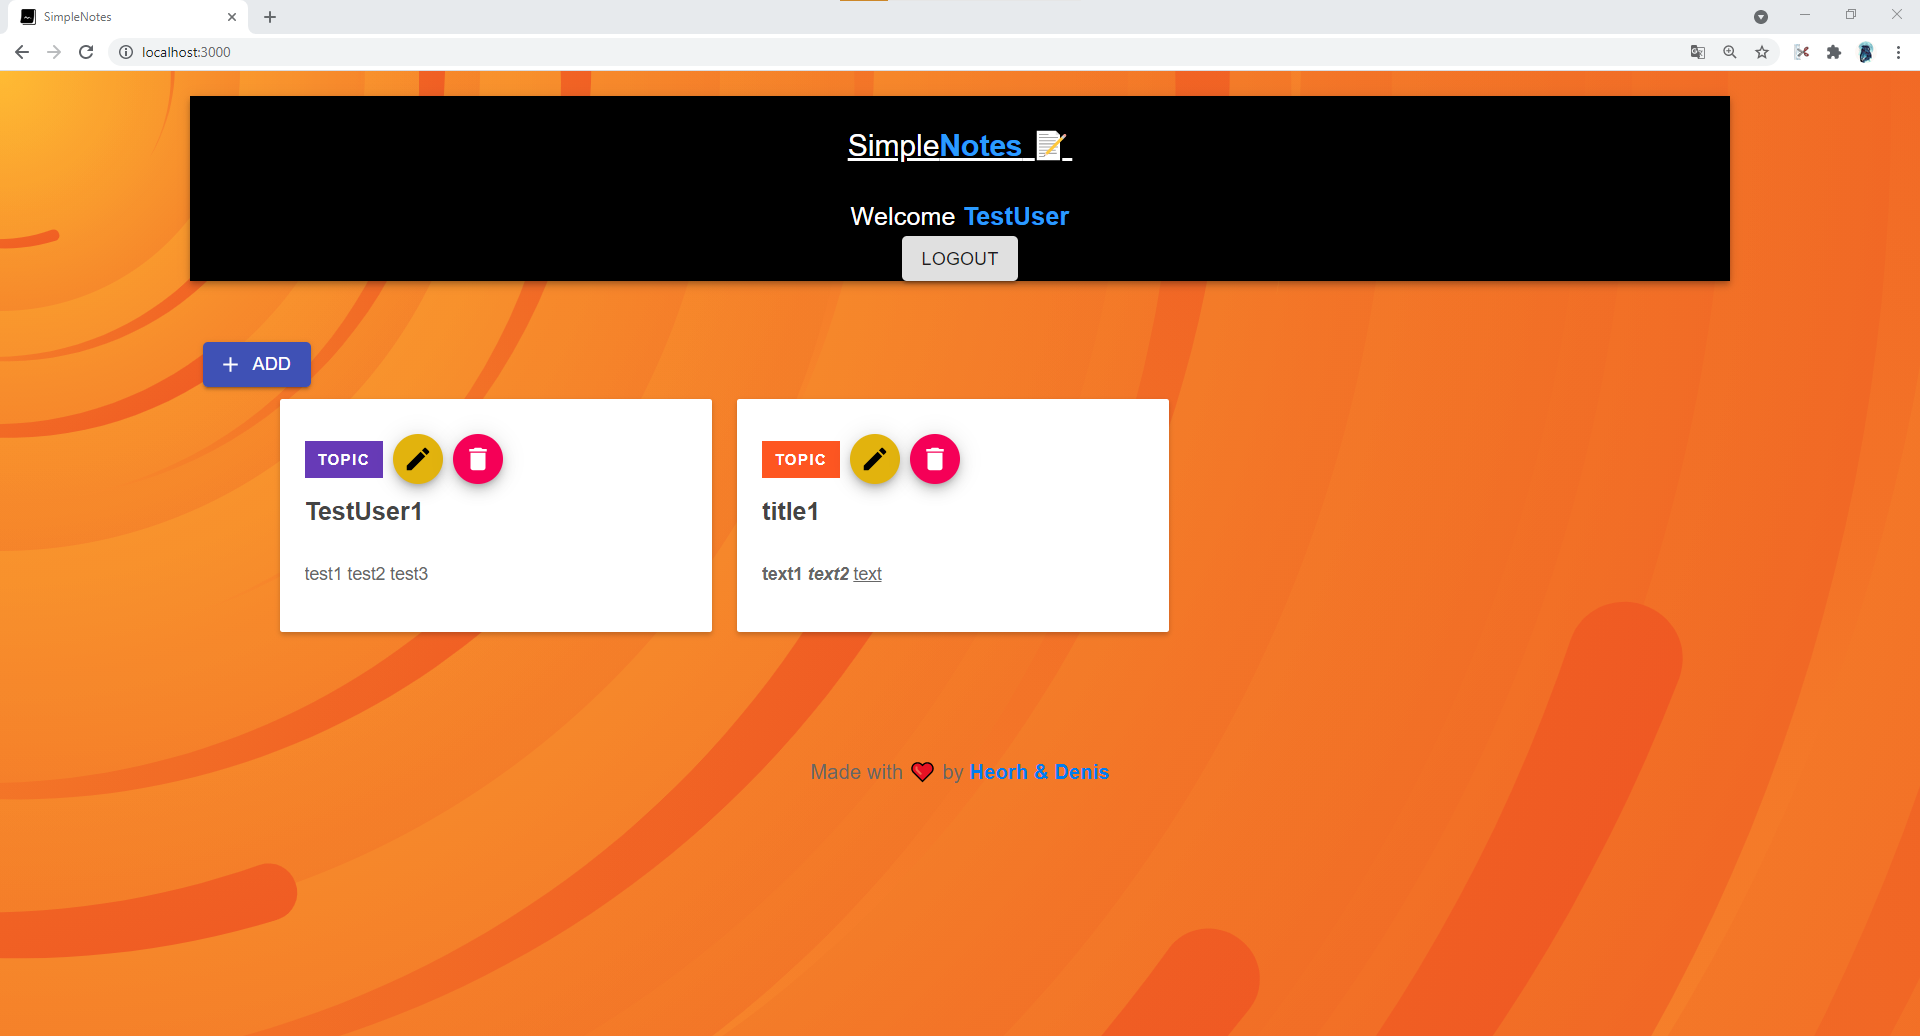 SimpleNotes
localhost:3000
SimpleNotes 📝
Welcome TestUser
LOGOUT
+ ADD
TOPIC
TestUser1
test1 test2 test3
TOPIC
title1
text1 text2 text
Made with ❤️ by Heorh & Denis